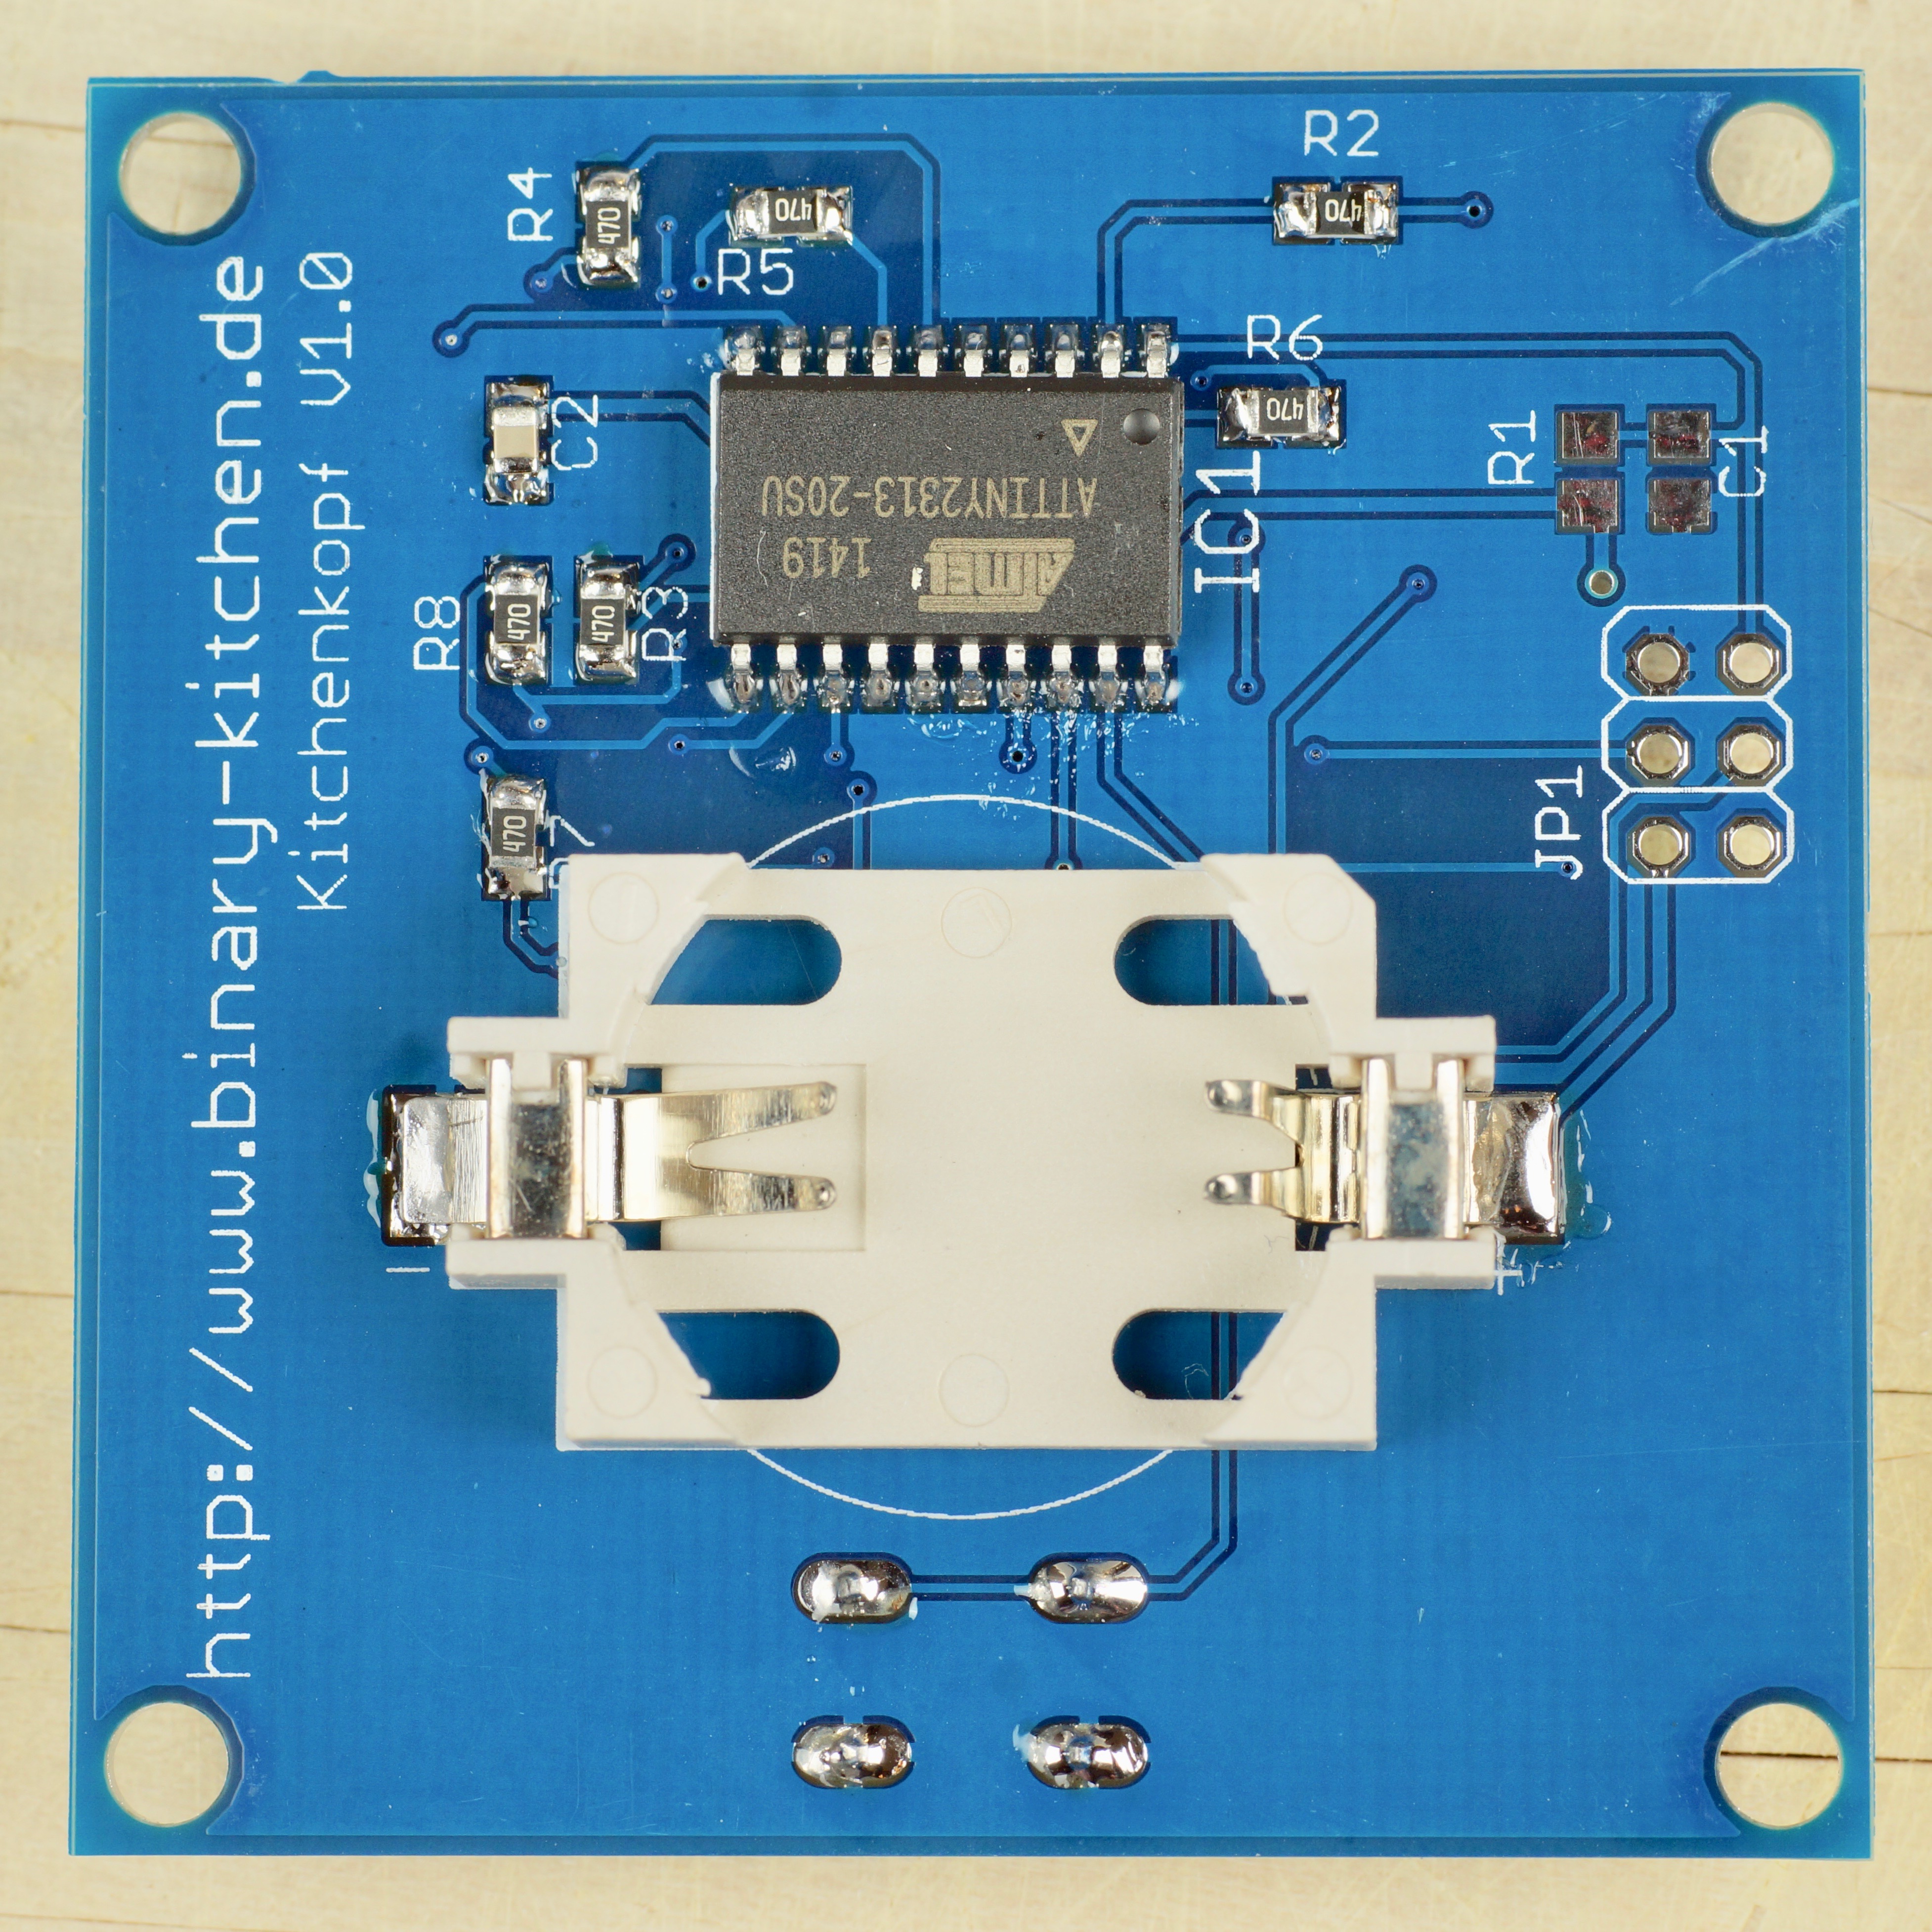 http://www.binary-kitchen.de
Kitchenkopf V1.0
R4
470
470
R5
R2
470
R6
470
C2
R1
C1
ATTINY2313-20SU
1419
ATMEL
IC1
R8
470
470
R3
470
JP1
-
+